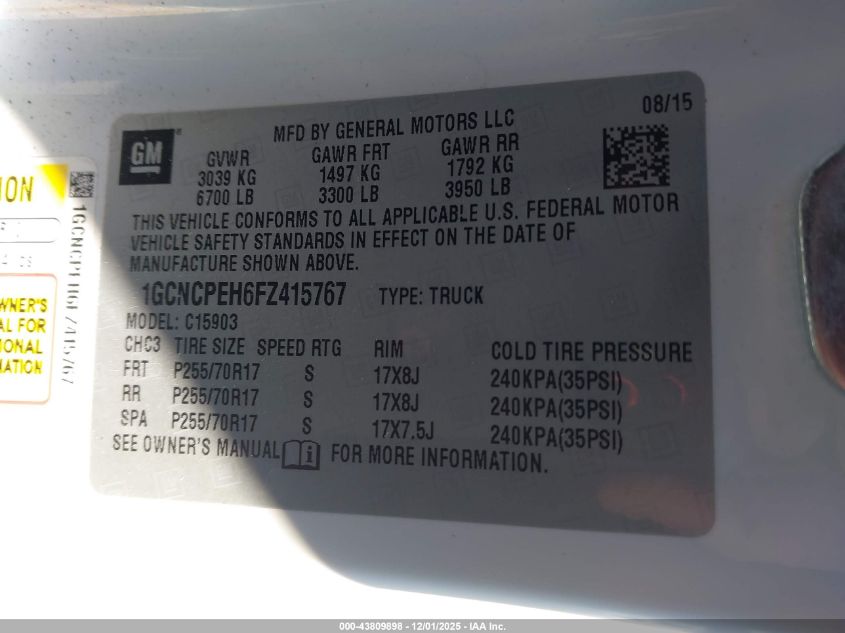 08/15
GM
MFD BY GENERAL MOTORS LLC
GVWR GAWR FRT GAWR RR
3039 KG 1497 KG 1792 KG
6700 LB 3300 LB 3950 LB
THIS VEHICLE CONFORMS TO ALL APPLICABLE U.S. FEDERAL MOTOR
VEHICLE SAFETY STANDARDS IN EFFECT ON THE DATE OF
MANUFACTURE SHOWN ABOVE.
1GCNCPEH6FZ415767 TYPE: TRUCK
MODEL: C15903
CHC3 TIRE SIZE SPEED RTG RIM COLD TIRE PRESSURE
FRT P255/70R17 S 17X8J 240KPA(35PSI)
RR P255/70R17 S 17X8J 240KPA(35PSI)
SPA P255/70R17 S 17X7.5J 240KPA(35PSI)
SEE OWNER'S MANUAL i FOR MORE INFORMATION.
ION
WNER'S
AL FOR
IONAL
MATION
1GCNCPEH6FZ415767
000-43809898 - 12/01/2025 - IAA Inc.